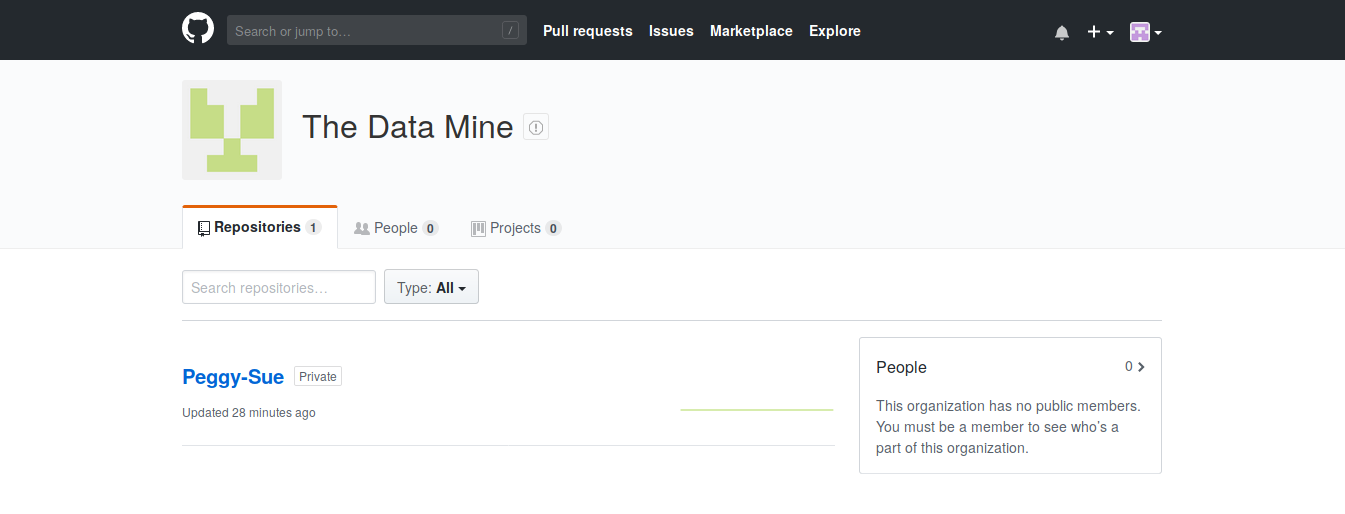 Search or jump to… /
Pull requests Issues Marketplace Explore
The Data Mine
Repositories 1 People 0 Projects 0
Search repositories… Type: All
Peggy-Sue Private
Updated 28 minutes ago
People 0
This organization has no public members.
You must be a member to see who’s a
part of this organization.